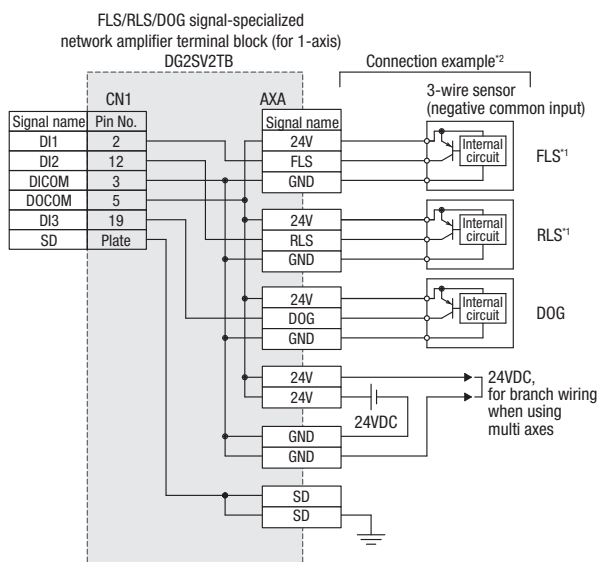 FLS/RLS/DOG signal-specialized
network amplifier terminal block (for 1-axis)
DG2SV2TB
Connection example*2
3-wire sensor
(negative common input)
CN1
AXA
Signal name Pin No.
DI1 2
DI2 12
DICOM 3
DOCOM 5
DI3 19
SD Plate
Signal name
24V
FLS
GND
Internal
circuit
FLS*1
24V
RLS
GND
Internal
circuit
RLS*1
24V
DOG
GND
Internal
circuit
DOG
24V
24V
24VDC
GND
GND
24VDC,
for branch wiring
when using
multi axes
SD
SD